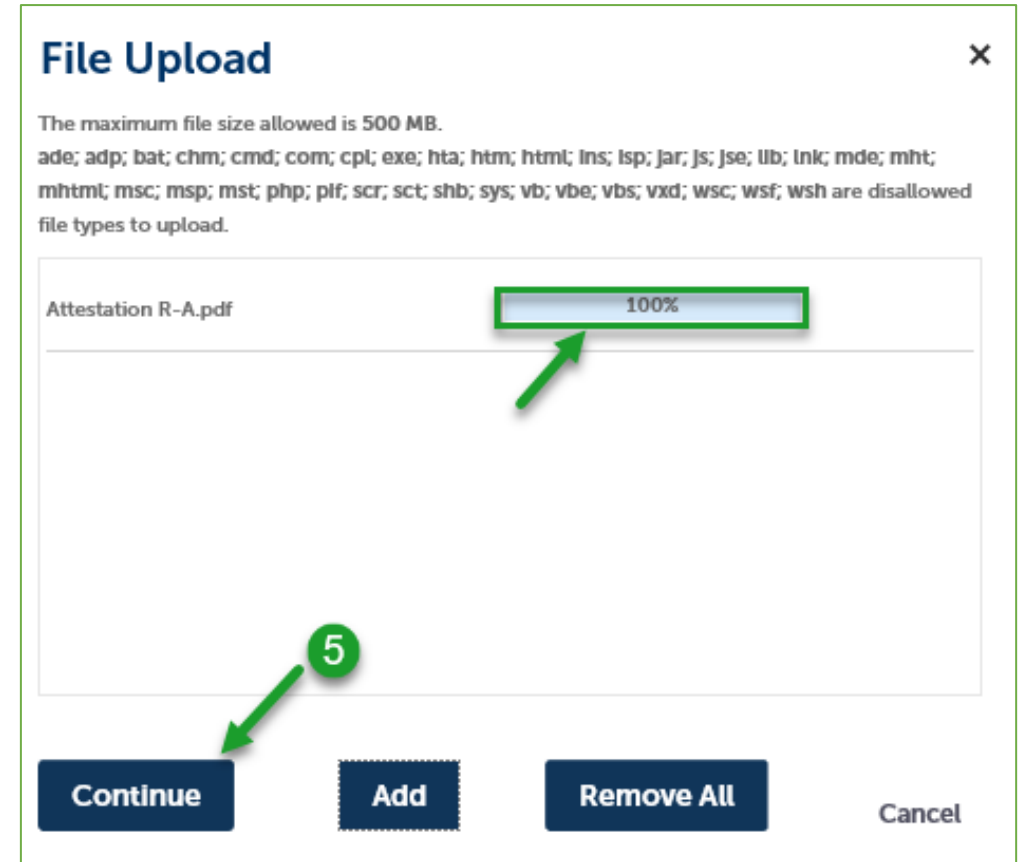 File Upload ×
The maximum file size allowed is 500 MB.
ade; adp; bat; chm; cmd; com; cpl; exe; hta; htm; html; ins; isp; jar; js; jse; lib; lnk; mde; mht;
mhtml; msc; msp; mst; php; pif; scr; sct; shb; sys; vb; vbe; vbs; vxd; wsc; wsf; wsh are disallowed
file types to upload.
Attestation R-A.pdf 100%
5
Continue Add Remove All Cancel